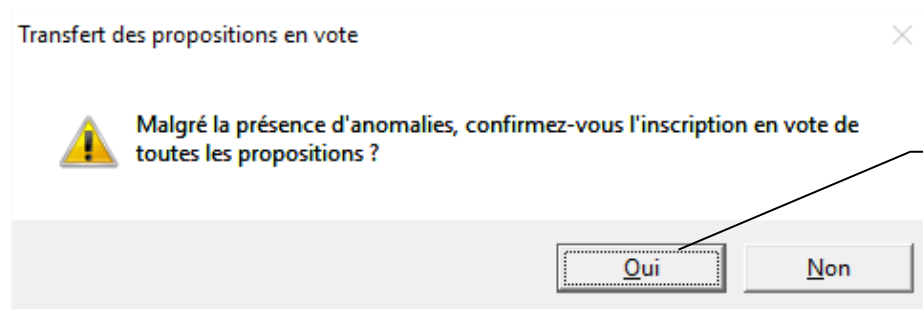 Transfert des propositions en vote
Malgré la présence d'anomalies, confirmez-vous l'inscription en vote de
toutes les propositions ?
Oui
Non